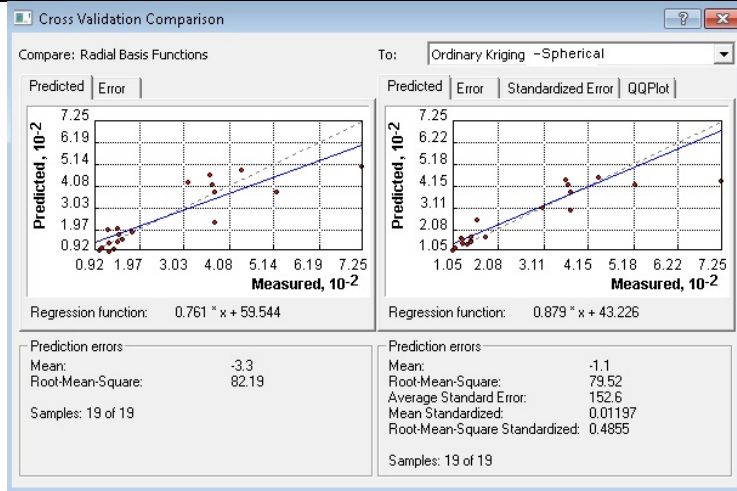 Cross Validation Comparison
Compare: Radial Basis Functions
To: Ordinary Kriging -Spherical
Predicted Error
Predicted, 10-2
7.25
6.19
5.14
4.08
3.03
1.97
0.92
0.92 1.97 3.03 4.08 5.14 6.19 7.25
Measured, 10-2
Regression function: 0.761 * x + 59.544
Predicted Error Standardized Error QQPlot
Predicted, 10-2
7.25
6.22
5.18
4.15
3.11
2.08
1.05
1.05 2.08 3.11 4.15 5.18 6.22 7.25
Measured, 10-2
Regression function: 0.879 * x + 43.226
Prediction errors
Mean: -3.3
Root-Mean-Square: 82.19
Samples: 19 of 19
Prediction errors
Mean: -1.1
Root-Mean-Square: 79.52
Average Standard Error: 152.6
Mean Standardized: 0.01197
Root-Mean-Square Standardized: 0.4855
Samples: 19 of 19